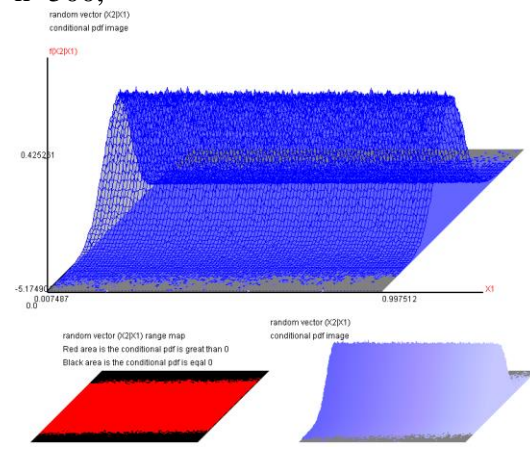 random vector (X2|X1)
conditional pdf image
f(X2|X1)
0.425231
-5.17490
0.007487
0.997512
X1
0.0
random vector (X2|X1) range map
Red area is the conditional pdf is great than 0
Black area is the conditional pdf is eqal 0
random vector (X2|X1)
conditional pdf image